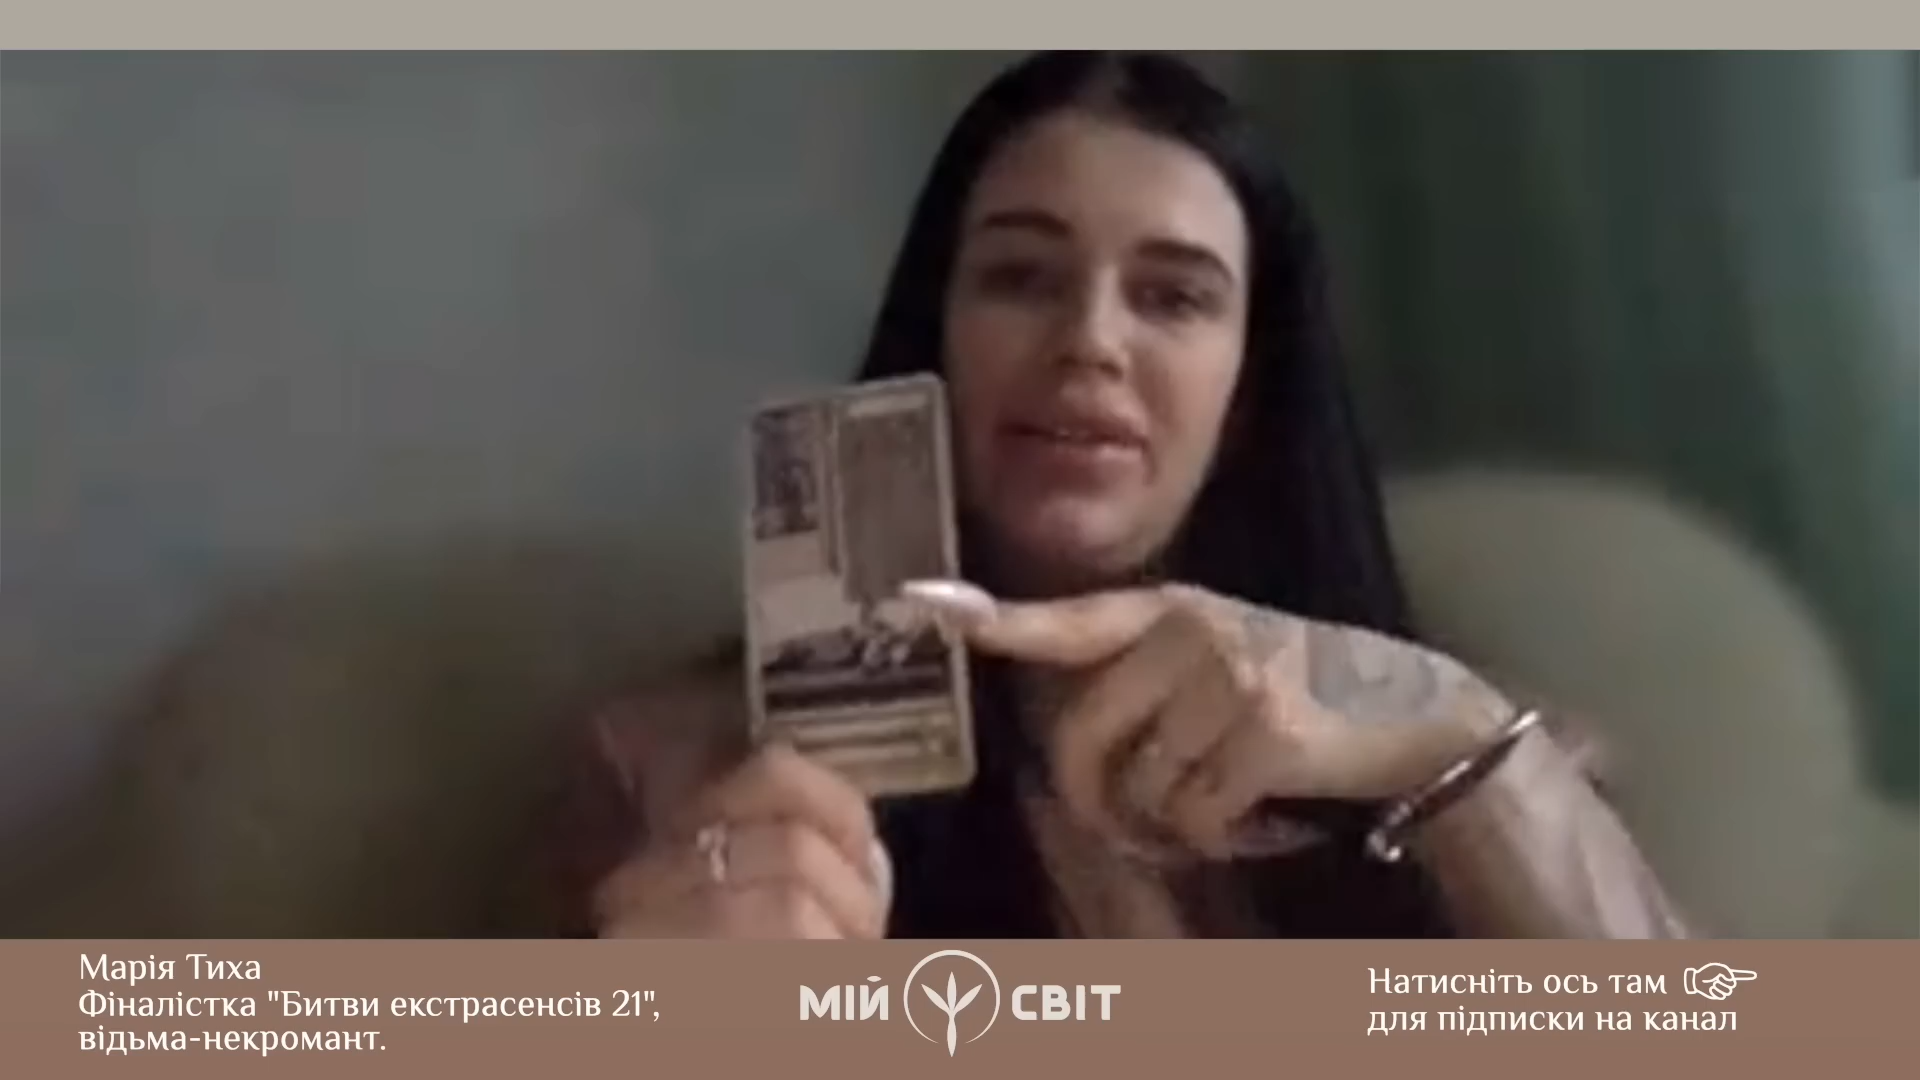 Марія Тиха
Фіналістка "Битви екстрасенсів 21",
відьма-некромант.
МІЙ СВІТ
Натисніть ось там
для підписки на канал